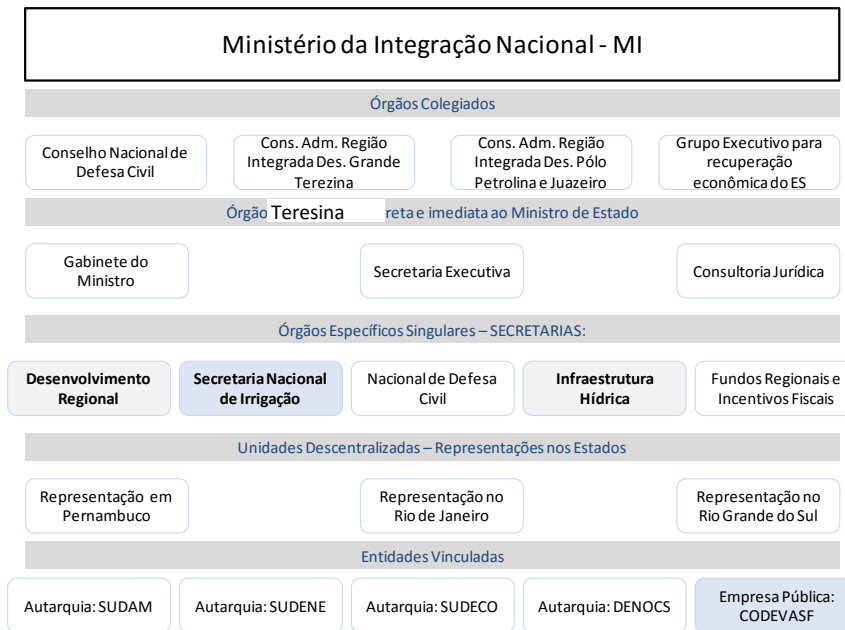 Ministério da Integração Nacional - MI
Órgãos Colegiados
Conselho Nacional de
Defesa Civil
Cons. Adm. Região
Integrada Des. Grande
Terezina
Cons. Adm. Região
Integrada Des. Pólo
Petrolina e Juazeiro
Grupo Executivo para
recuperação
econômica do ES
Órgão Teresina reta e imediata ao Ministro de Estado
Gabinete do
Ministro
Secretaria Executiva
Consultoria Jurídica
Órgãos Específicos Singulares – SECRETARIAS:
Desenvolvimento
Regional
Secretaria Nacional
de Irrigação
Nacional de Defesa
Civil
Infraestrutura
Hídrica
Fundos Regionais e
Incentivos Fiscais
Unidades Descentralizadas – Representações nos Estados
Representação em
Pernambuco
Representação no
Rio de Janeiro
Representação no
Rio Grande do Sul
Entidades Vinculadas
Autarquia: SUDAM
Autarquia: SUDENE
Autarquia: SUDECO
Autarquia: DENOCS
Empresa Pública:
CODEVASF